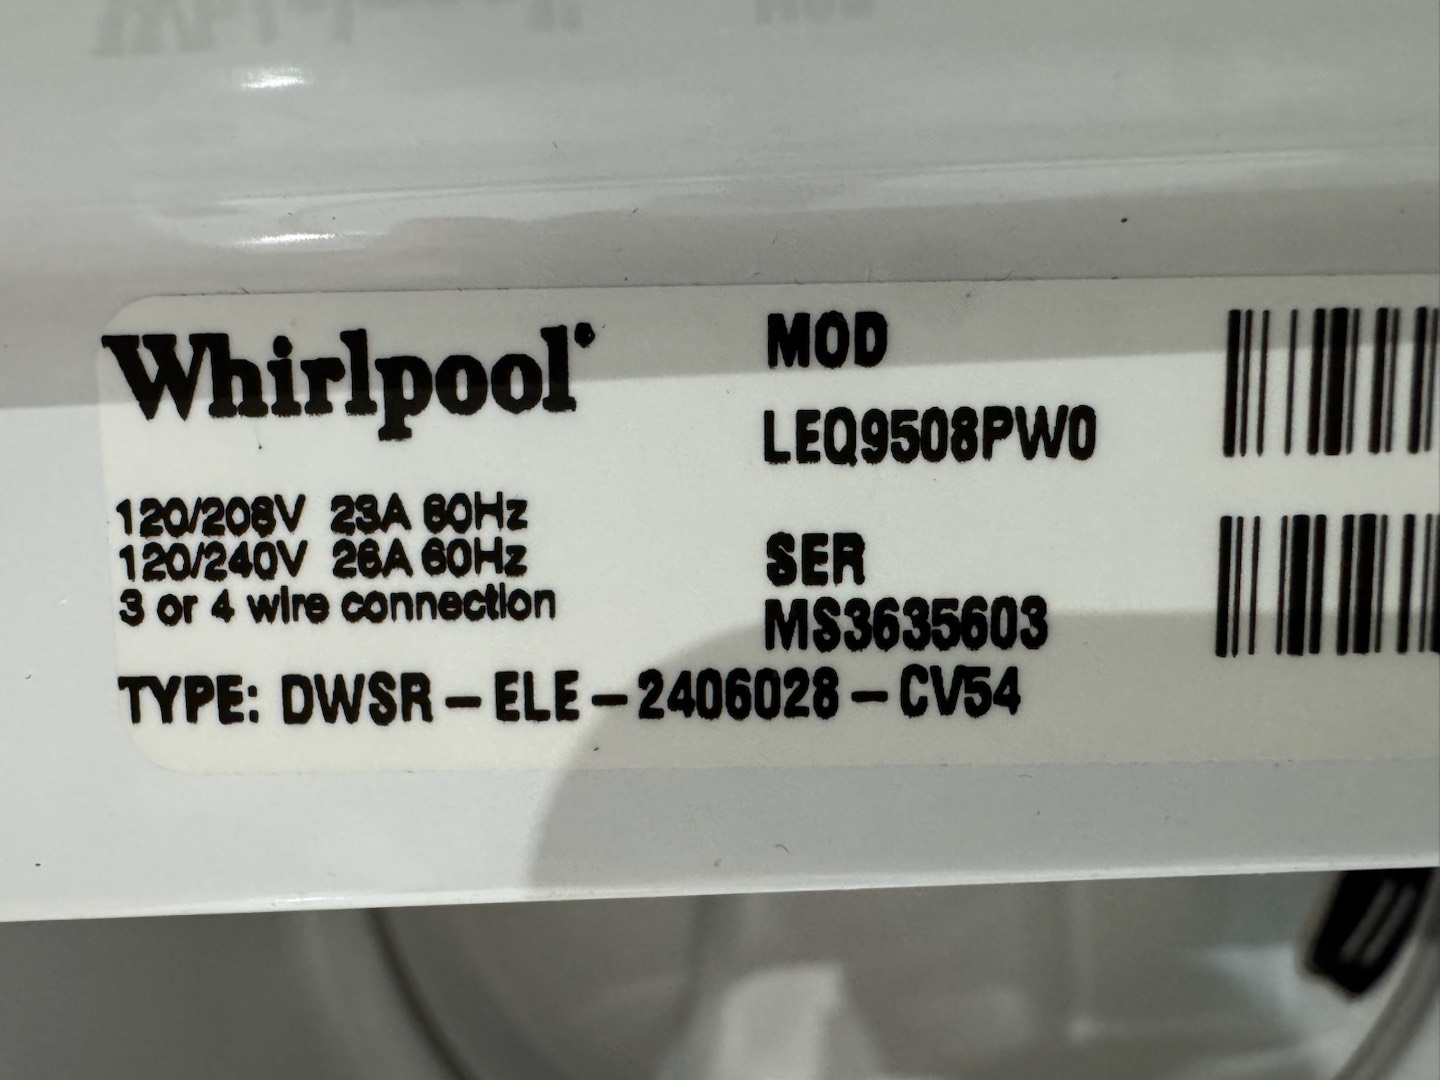 Whirlpool
120/208V 23A 60Hz
120/240V 26A 60Hz
3 or 4 wire connection
MOD
LEQ9508PW0
SER
MS3635603
TYPE: DWSR-ELE-2406028-CV54